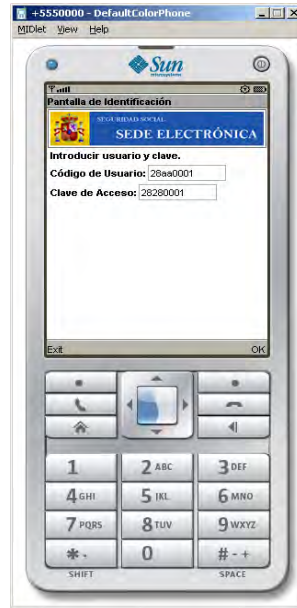 +5550000 - DefaultColorPhone
MIDlet View Help
Sun
Pantalla de Identificación
SEGURIDAD SOCIAL
SEDE ELECTRÓNICA
Introducir usuario y clave.
Código de Usuario: 28aa0001
Clave de Acceso: 28280001
Exit OK
1 2 ABC 3 DEF
4 GHI 5 JKL 6 MNO
7 PQRS 8 TUV 9 WXYZ
* . 0 # - +
SHIFT SPACE